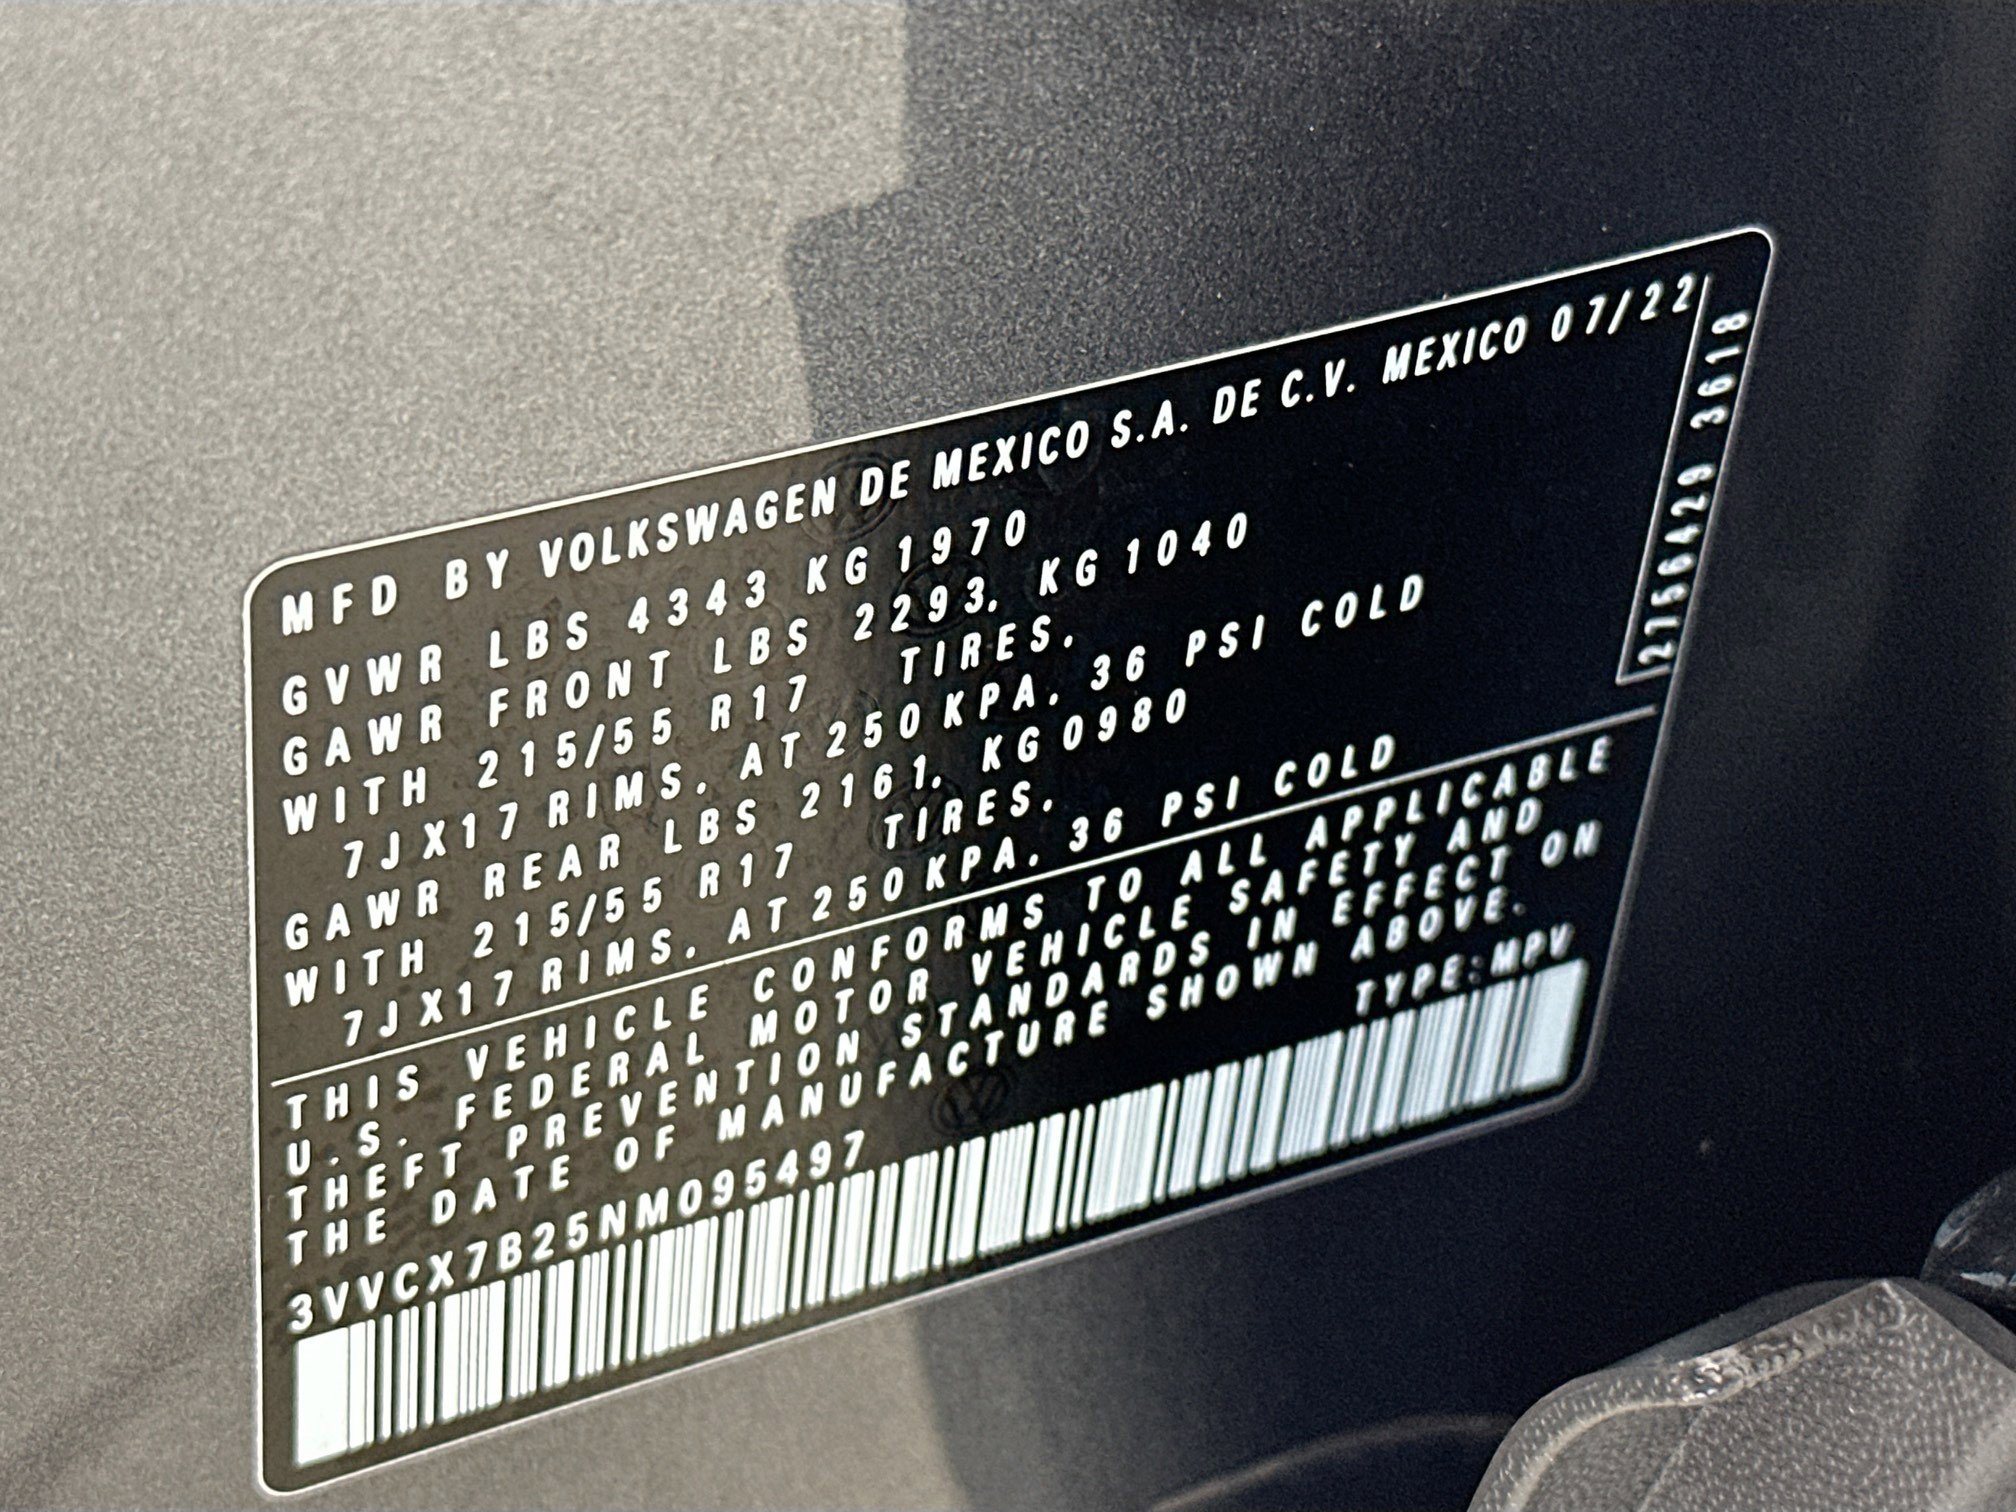 MFD BY VOLKSWAGEN DE MEXICO S.A. DE C.V. MEXICO 07/22
GVWR LBS 4343 KG 1970
GAWR FRONT LBS 2293. KG 1040
WITH 215/55 R17 TIRES.
7JX17 RIMS. AT 250 KPA. 36 PSI COLD
GAWR REAR LBS 2161. KG 0980
WITH 215/55 R17 TIRES.
7JX17 RIMS. AT 250 KPA. 36 PSI COLD
THIS VEHICLE CONFORMS TO ALL APPLICABLE
U.S. FEDERAL MOTOR VEHICLE SAFETY AND
THEFT PREVENTION STANDARDS IN EFFECT ON
THE DATE OF MANUFACTURE SHOWN ABOVE.
3VVCX7B25NM095497 TYPE:MPV
2756429 3618